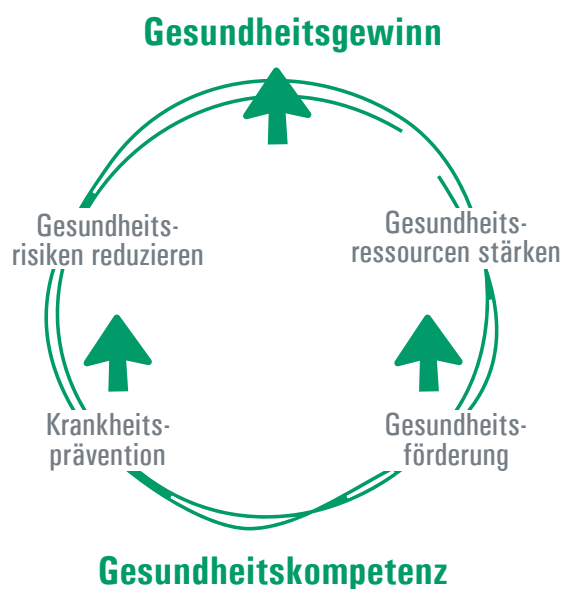 Gesundheitsgewinn
Gesundheits-
risiken reduzieren
Gesundheits-
ressourcen stärken
Krankheits-
prävention
Gesundheits-
förderung
Gesundheitskompetenz